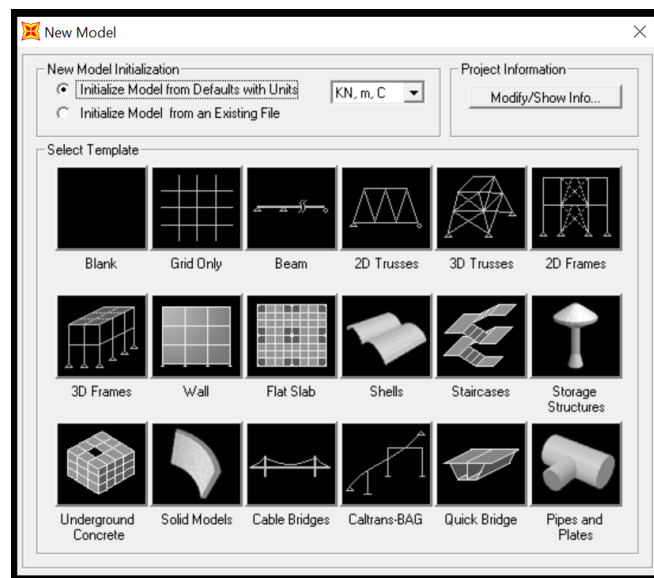 New Model
New Model Initialization
Initialize Model from Defaults with Units
KN, m, C
Initialize Model from an Existing File
Project Information
Modify/Show Info...
Select Template
Blank
Grid Only
Beam
2D Trusses
3D Trusses
2D Frames
3D Frames
Wall
Flat Slab
Shells
Staircases
Storage
Structures
Underground
Concrete
Solid Models
Cable Bridges
Caltrans-BAG
Quick Bridge
Pipes and
Plates